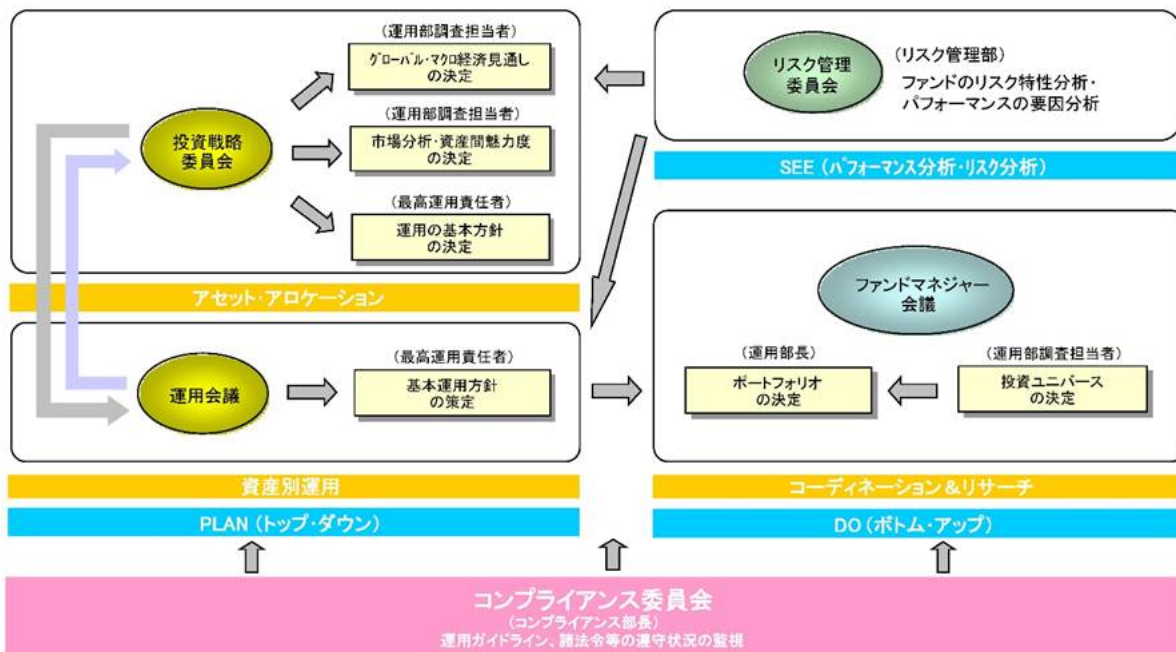 (運用部調査担当者)
グローバル・マクロ経済見通し
の決定
投資戦略
委員会
(運用部調査担当者)
市場分析・資産間魅力度
の決定
(最高運用責任者)
運用の基本方針
の決定
アセット・アロケーション
リスク管理
委員会
(リスク管理部)
ファンドのリスク特性分析・
パフォーマンスの要因分析
SEE (パフォーマンス分析・リスク分析)
運用会議
(最高運用責任者)
基本運用方針
の策定
資産別運用
PLAN (トップ・ダウン)
ファンドマネジャー
会議
(運用部長)
ポートフォリオ
の決定
(運用部調査担当者)
投資ユニバース
の決定
コーディネーション&リサーチ
DO (ボトム・アップ)
コンプライアンス委員会
(コンプライアンス部長)
運用ガイドライン、諸法令等の遵守状況の監視